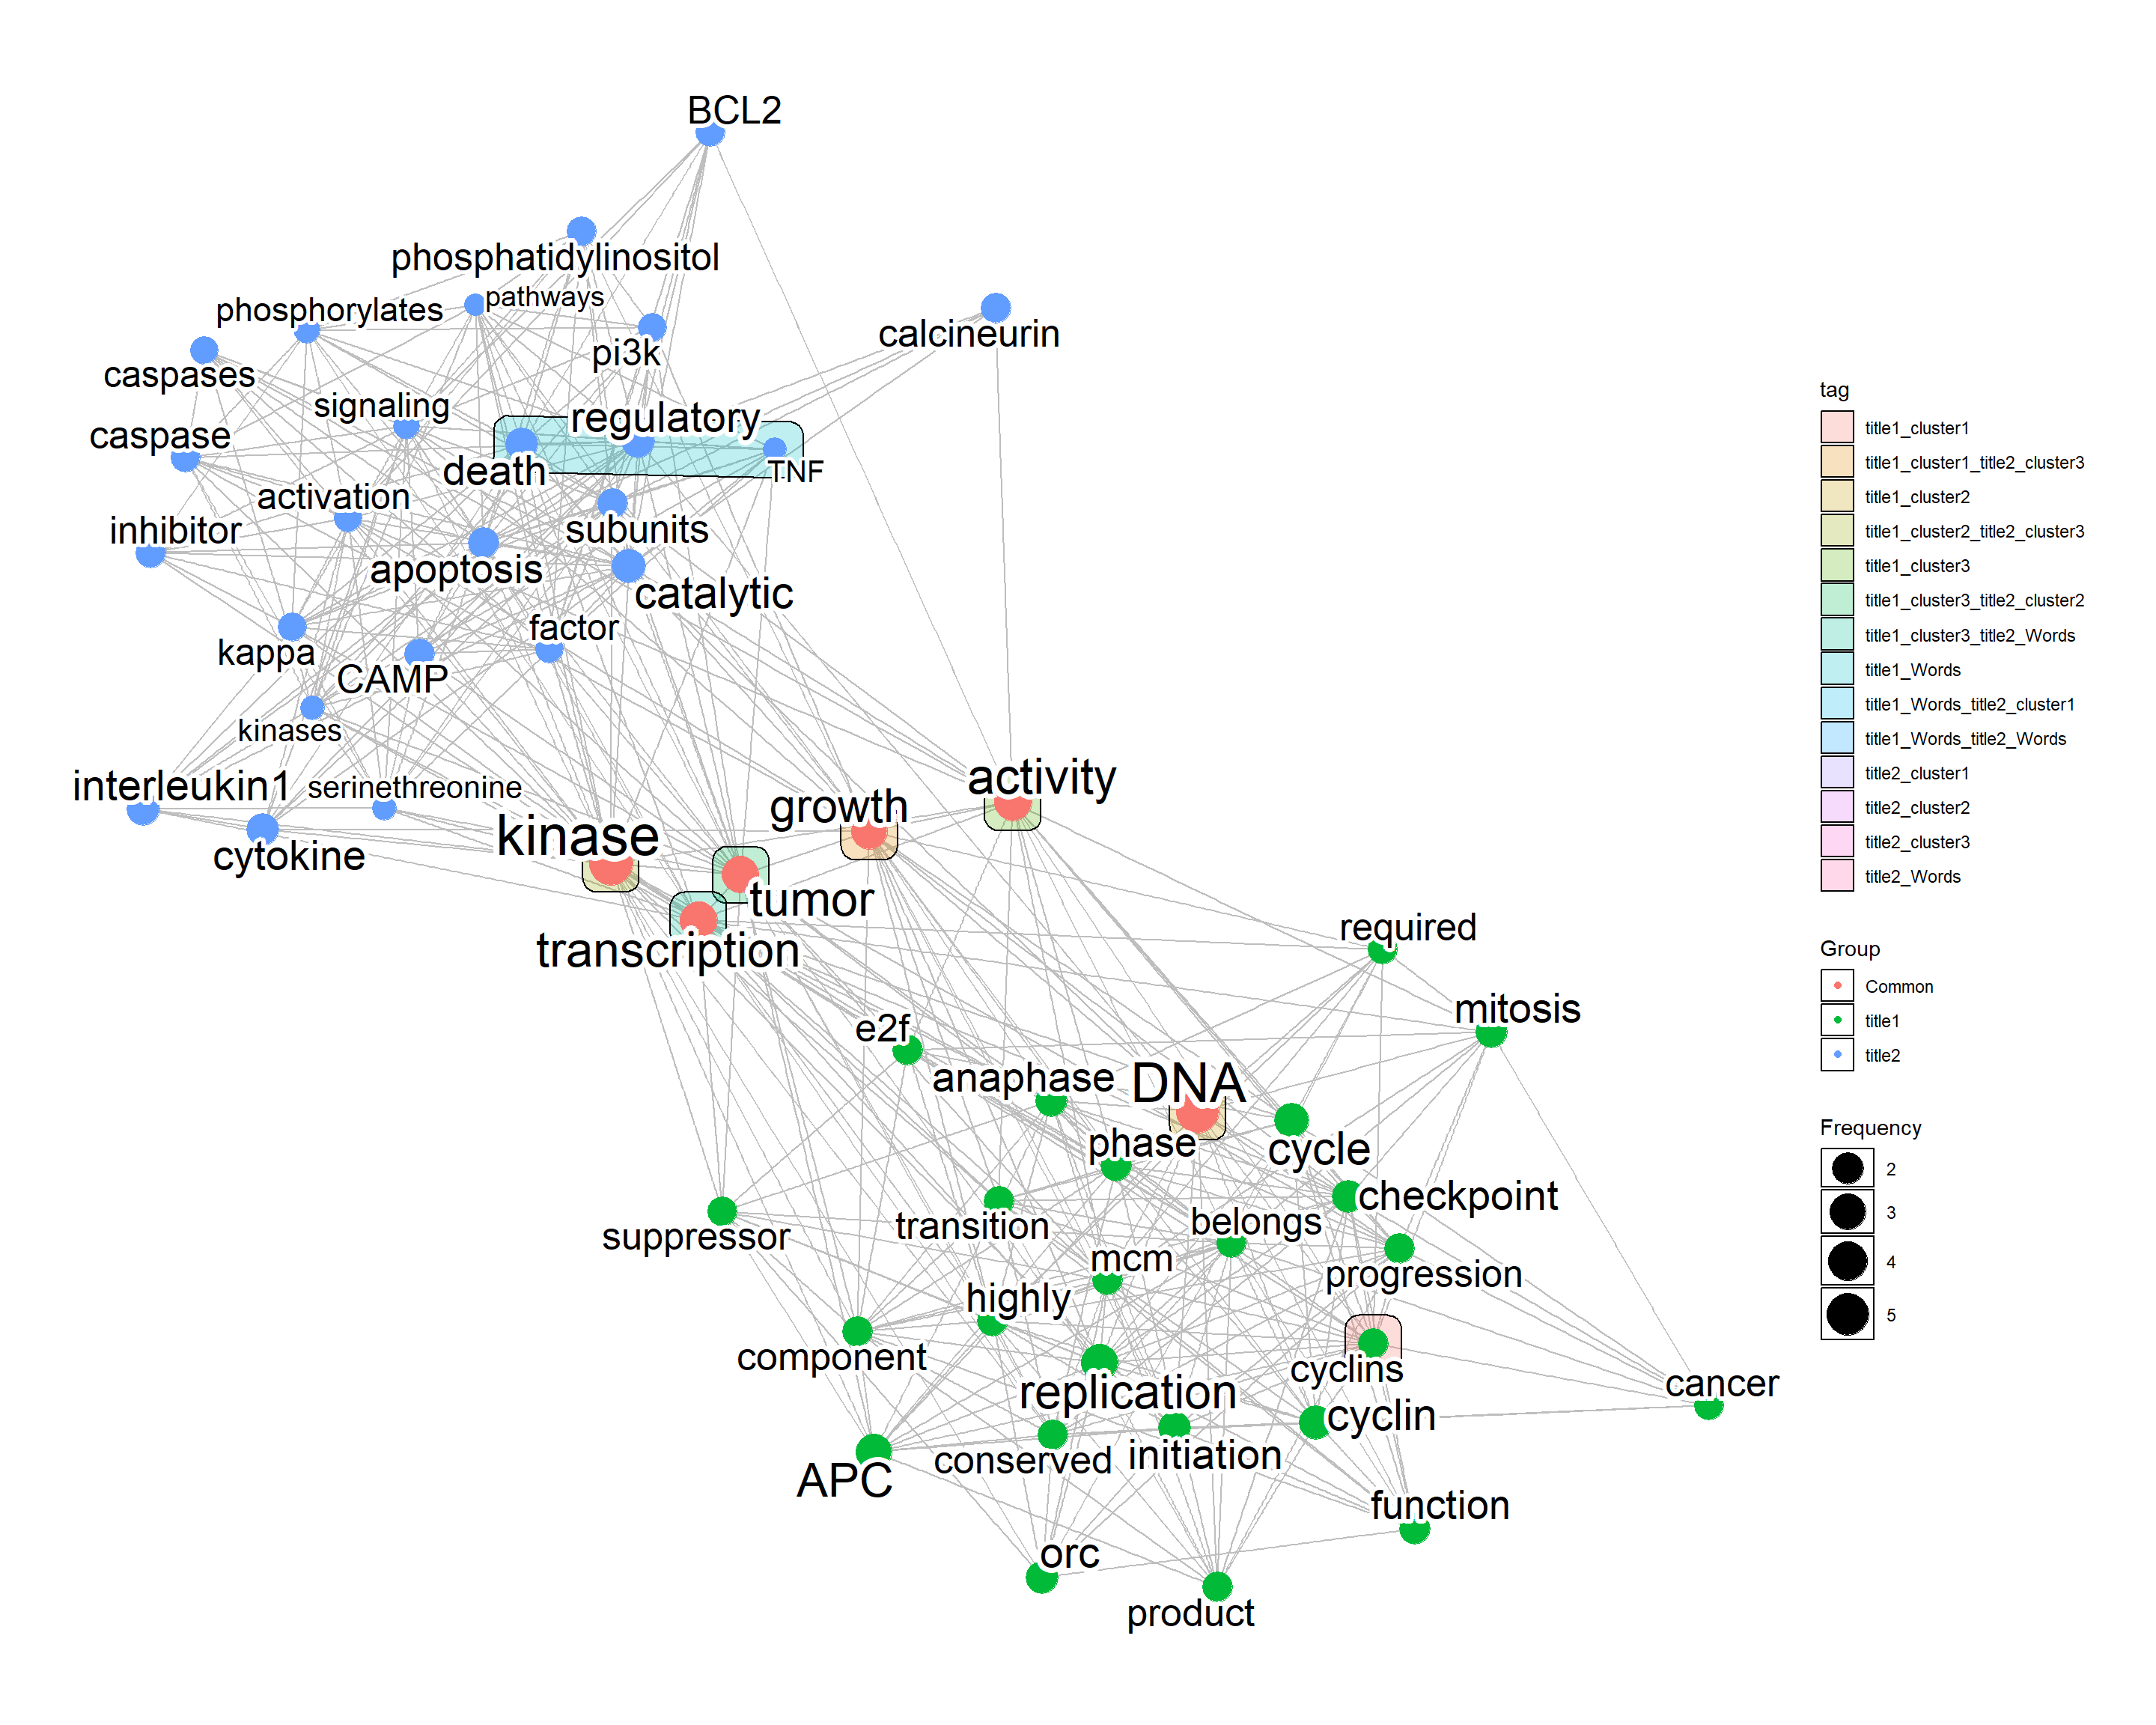 BCL2
phosphatidylinositol
pathways
phosphorylates
calcineurin
pi3k
caspases
signaling
regulatory
caspase
death
TNF
activation
inhibitor
subunits
apoptosis
catalytic
factor
kappa
CAMP
kinases
interleukin1
serinethreonine
activity
growth
kinase
cytokine
tumor
transcription
required
mitosis
e2f
anaphase
DNA
phase
cycle
checkpoint
suppressor
transition
belongs
mcm
progression
highly
component
cyclins
replication
cancer
cyclin
conserved
initiation
APC
function
orc
product
tag
title1_cluster1
title1_cluster1_title2_cluster3
title1_cluster2
title1_cluster2_title2_cluster3
title1_cluster3
title1_cluster3_title2_cluster2
title1_cluster3_title2_Words
title1_Words
title1_Words_title2_cluster1
title1_Words_title2_Words
title2_cluster1
title2_cluster2
title2_cluster3
title2_Words
Group
Common
title1
title2
Frequency
2
3
4
5